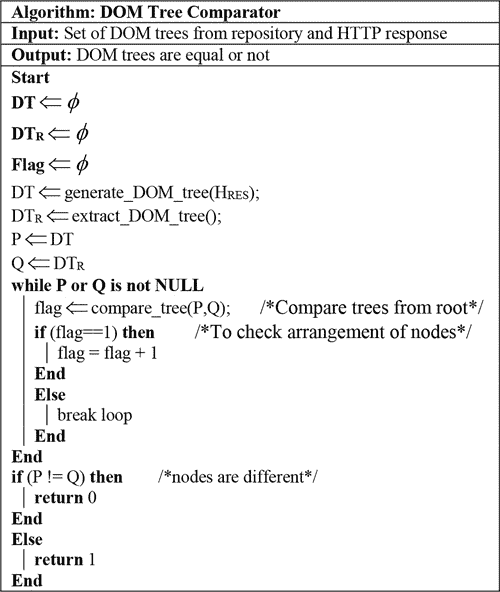 Algorithm: DOM Tree Comparator
Input: Set of DOM trees from repository and HTTP response
Output: DOM trees are equal or not
Start
DT ⇐ ϕ
DTR ⇐ ϕ
Flag ⇐ ϕ
DT ⇐ generate_DOM_tree(HRES);
DTR ⇐ extract_DOM_tree();
P ⇐ DT
Q ⇐ DTR
while P or Q is not NULL
flag ⇐ compare_tree(P,Q); /*Compare trees from root*/
if (flag==1) then /*To check arrangement of nodes*/
flag = flag + 1
End
Else
break loop
End
End
if (P != Q) then /*nodes are different*/
return 0
End
Else
return 1
End